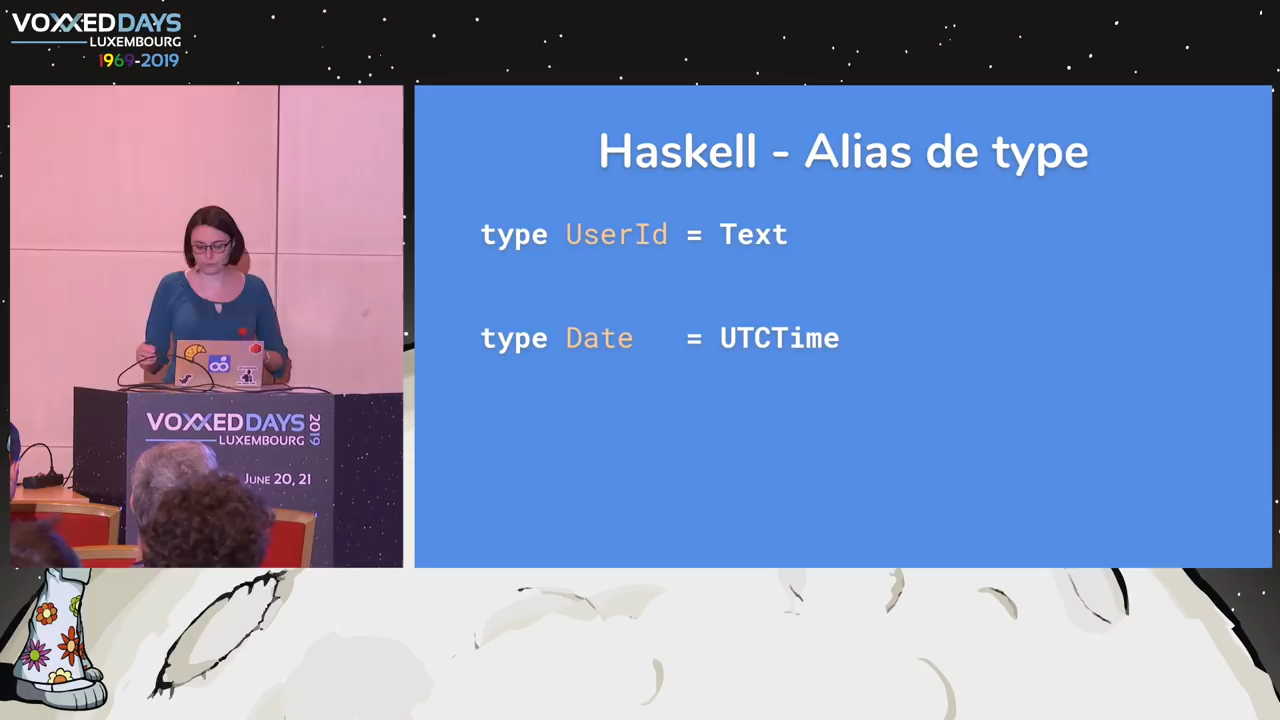 VOXXED DAYS
LUXEMBOURG
1969-2019
Haskell - Alias de type
type UserId = Text
type Date = UTCTime
VOXXED DAYS
LUXEMBOURG
2019
JUNE 20, 21